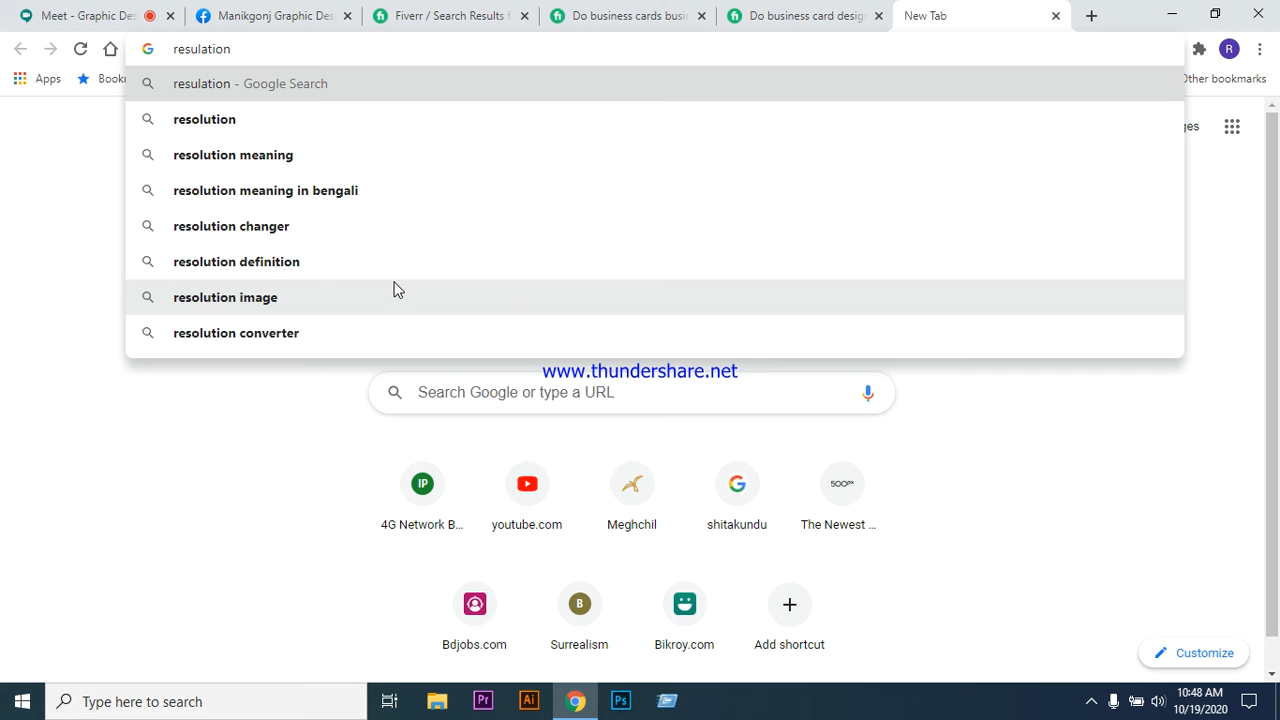 Meet - Graphic Des
Manikgonj Graphic Des
Fiverr / Search Results f
Do business cards busi
Do business card desig
New Tab
resulation
R
Apps
Book
Other bookmarks
resulation - Google Search
ges
resolution
resolution meaning
resolution meaning in bengali
resolution changer
resolution definition
resolution image
resolution converter
www.thundershare.net
Search Google or type a URL
IP
500px
4G Network B...
youtube.com
Meghchil
shitakundu
The Newest ...
B
Bdjobs.com
Surrealism
Bikroy.com
Add shortcut
Customize
Type here to search
Pr
Ai
Ps
10:48 AM
10/19/2020